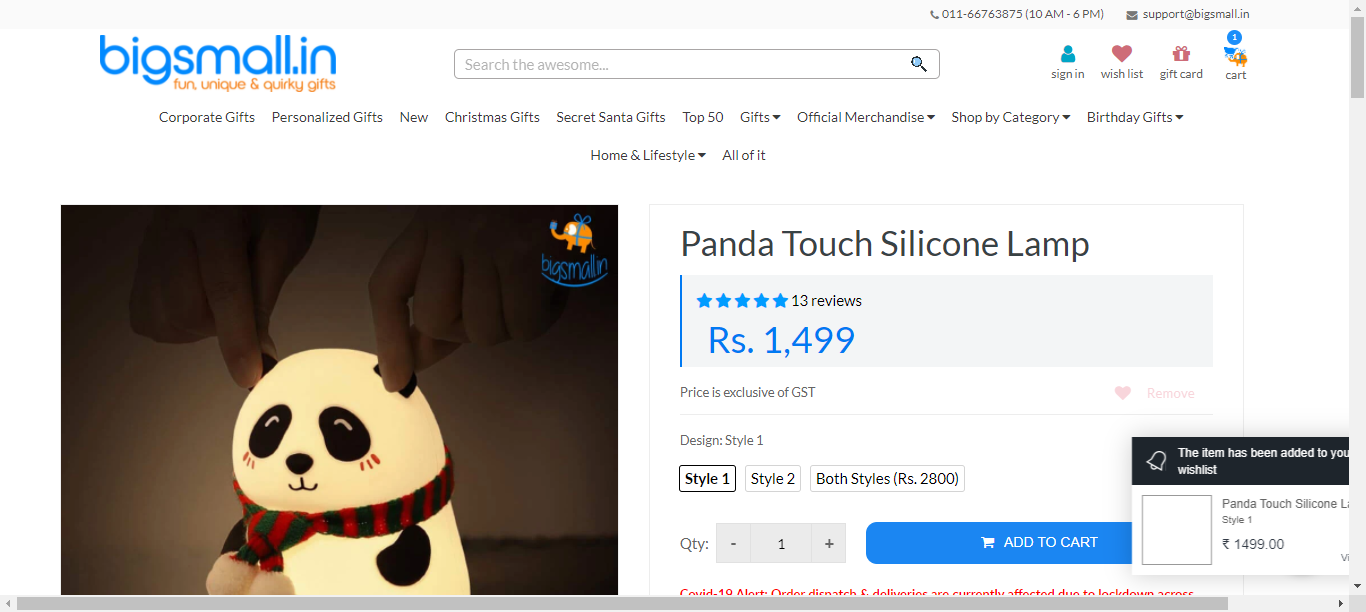 011-66763875 (10 AM - 6 PM) support@bigsmall.in
bigsmall.in
fun, unique & quirky gifts
Search the awesome...
1
sign in wish list gift card cart
Corporate Gifts Personalized Gifts New Christmas Gifts Secret Santa Gifts Top 50 Gifts Official Merchandise Shop by Category Birthday Gifts
Home & Lifestyle All of it
bigsmall.in
Panda Touch Silicone Lamp
13 reviews
Rs. 1,499
Price is exclusive of GST Remove
Design: Style 1
Style 1 Style 2 Both Styles (Rs. 2800)
The item has been added to you
wishlist
Panda Touch Silicone La
Style 1
₹ 1499.00
Vi
Qty: - 1 + ADD TO CART
Covid-19 Alert: Order dispatch & deliveries are currently affected due to lockdown across